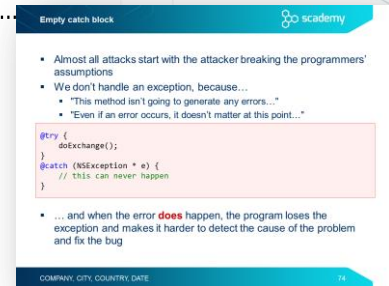 Empty catch block
scademy
Almost all attacks start with the attacker breaking the programmers'
assumptions
We don't handle an exception, because…
"This method isn't going to generate any errors…"
"Even if an error occurs, it doesn't matter at this point…"
@try {
doExchange();
}
@catch (NSException * e) {
// this can never happen
}
… and when the error does happen, the program loses the
exception and makes it harder to detect the cause of the problem
and fix the bug
COMPANY, CITY, COUNTRY, DATE
74